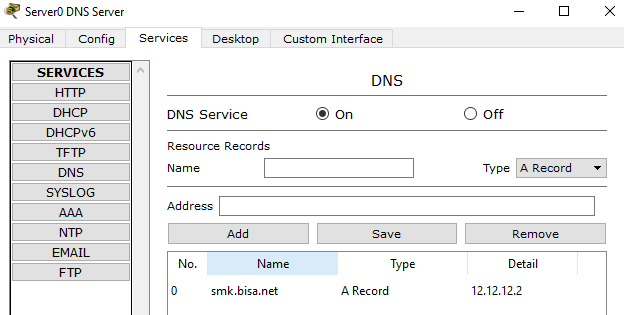 Server0 DNS Server
Physical Config Services Desktop Custom Interface
SERVICES
HTTP
DHCP
DHCPv6
TFTP
DNS
SYSLOG
AAA
NTP
EMAIL
FTP
DNS
DNS Service On Off
Resource Records
Name Type A Record
Address
Add Save Remove
No. Name Type Detail
0 smk.bisa.net A Record 12.12.12.2